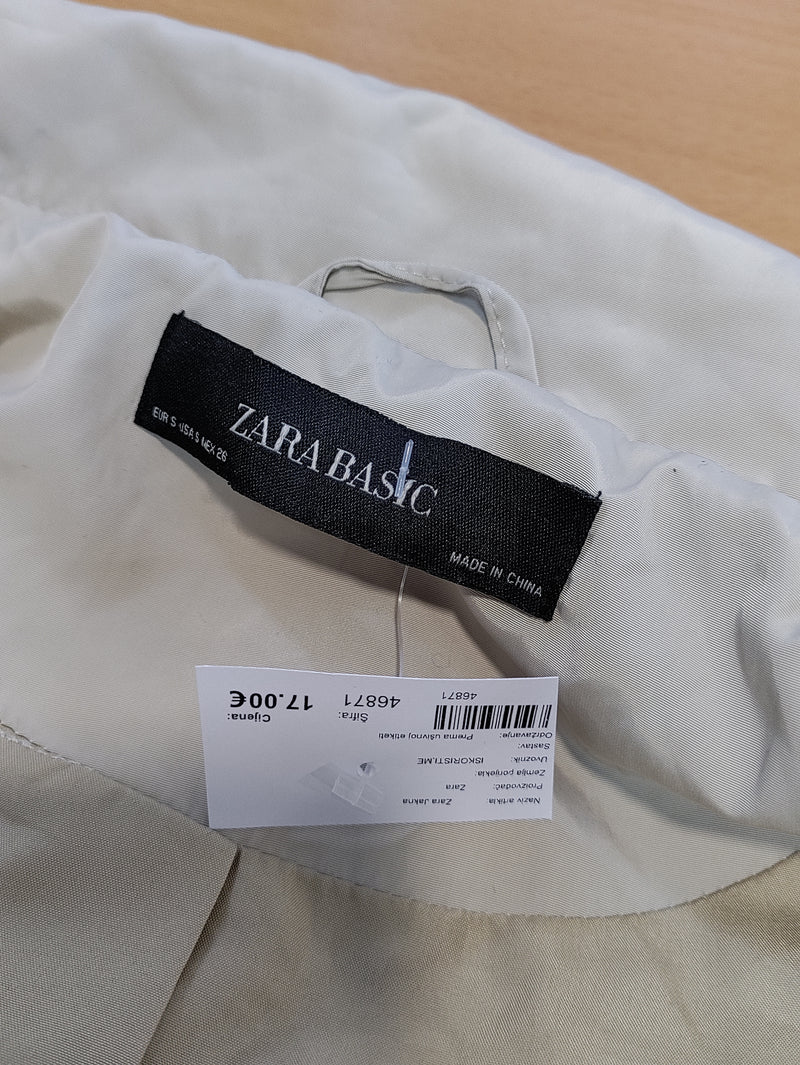 ZARA BASIC
EUR S USA S MEX 26
MADE IN CHINA
Naziv artikla: Zara Jakna
Proizvođač: Zara
Zemlja porijekla:
Uvoznik: ISKORISTI.ME
Sastav:
Održavanje: Prema ušivnoj etiketi
46871
Šifra: 46871
Cijena: 17.00€